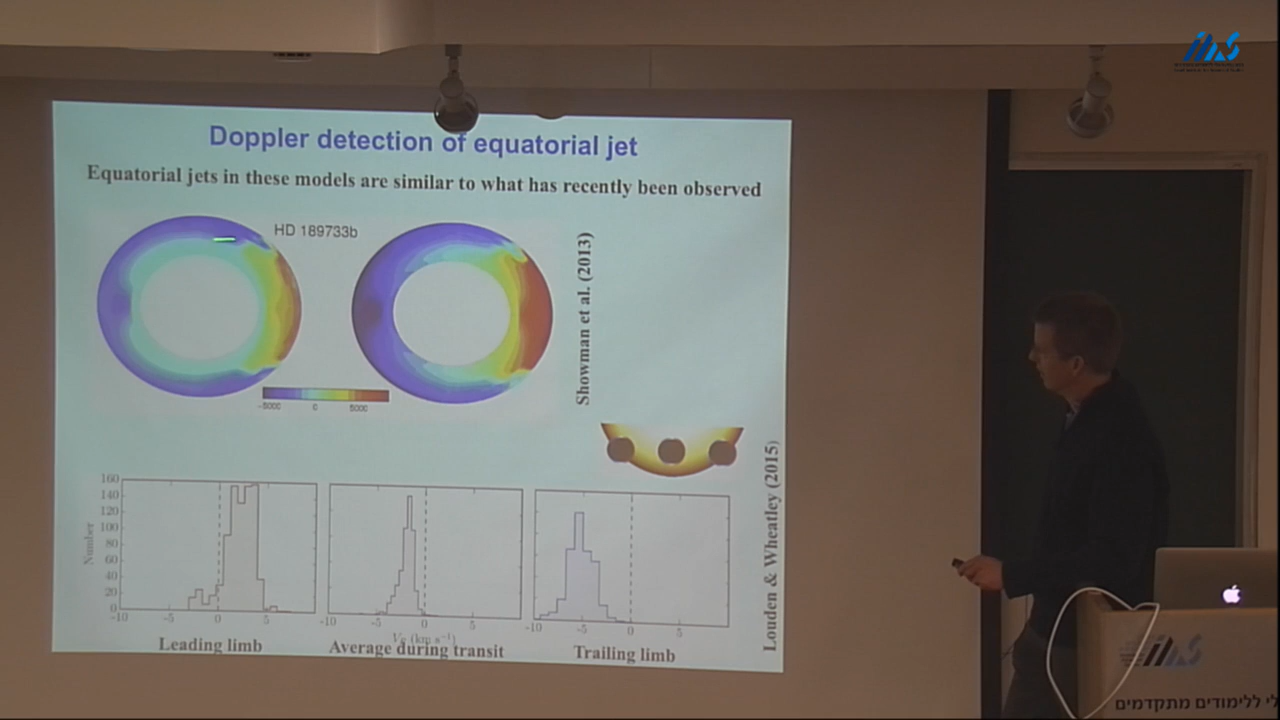 Doppler detection of equatorial jet
Equatorial jets in these models are similar to what has recently been observed
HD 189733b
Showman et al. (2013)
-5000 0 5000
Louden & Wheatley (2015)
160
140
120
100
80
60
40
20
0
Number
-10 -5 0 5 -10 -5 0 5 -10 -5 0 5
Leading limb
Average during transit
Trailing limb
ללימודים מתקדמים